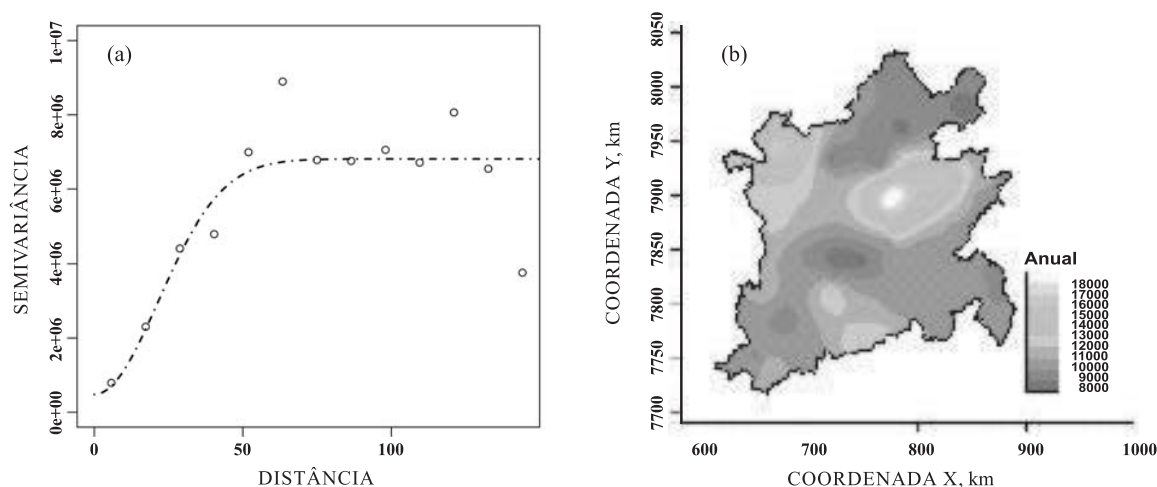 (a)
SEMIVARIÂNCIA
1e+07
8e+06
6e+06
4e+06
2e+06
0e+00
0 50 100
DISTÂNCIA
(b)
COORDENADA Y, km
8050
8000
7950
7900
7850
7800
7750
7700
600 700 800 900 1000
COORDENADA X, km
Anual
18000
17000
16000
15000
14000
13000
12000
11000
10000
9000
8000